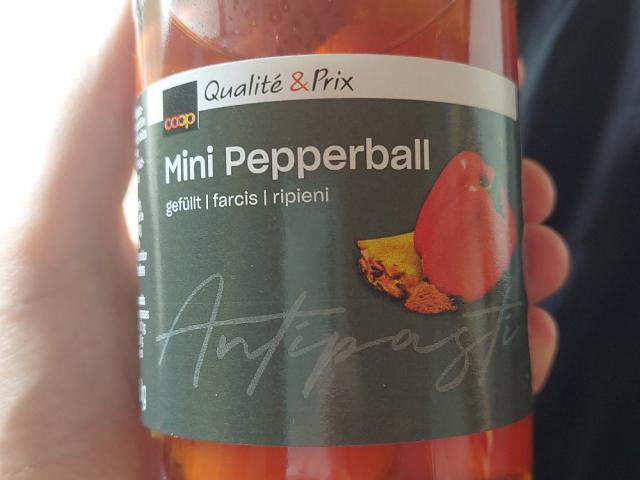 Qualité & Prix
coop
Mini Pepperball
gefüllt | farcis | ripieni
Antipasti